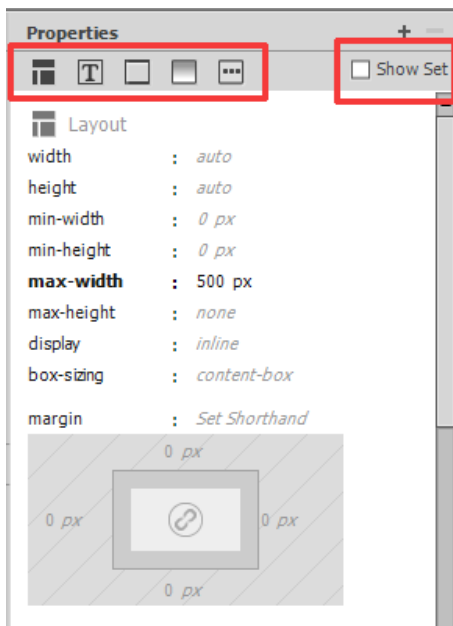 Properties
T
Show Set
Layout
width : auto
height : auto
min-width : 0 px
min-height : 0 px
max-width : 500 px
max-height : none
display : inline
box-sizing : content-box
margin : Set Shorthand
0 px
0 px 0 px
0 px